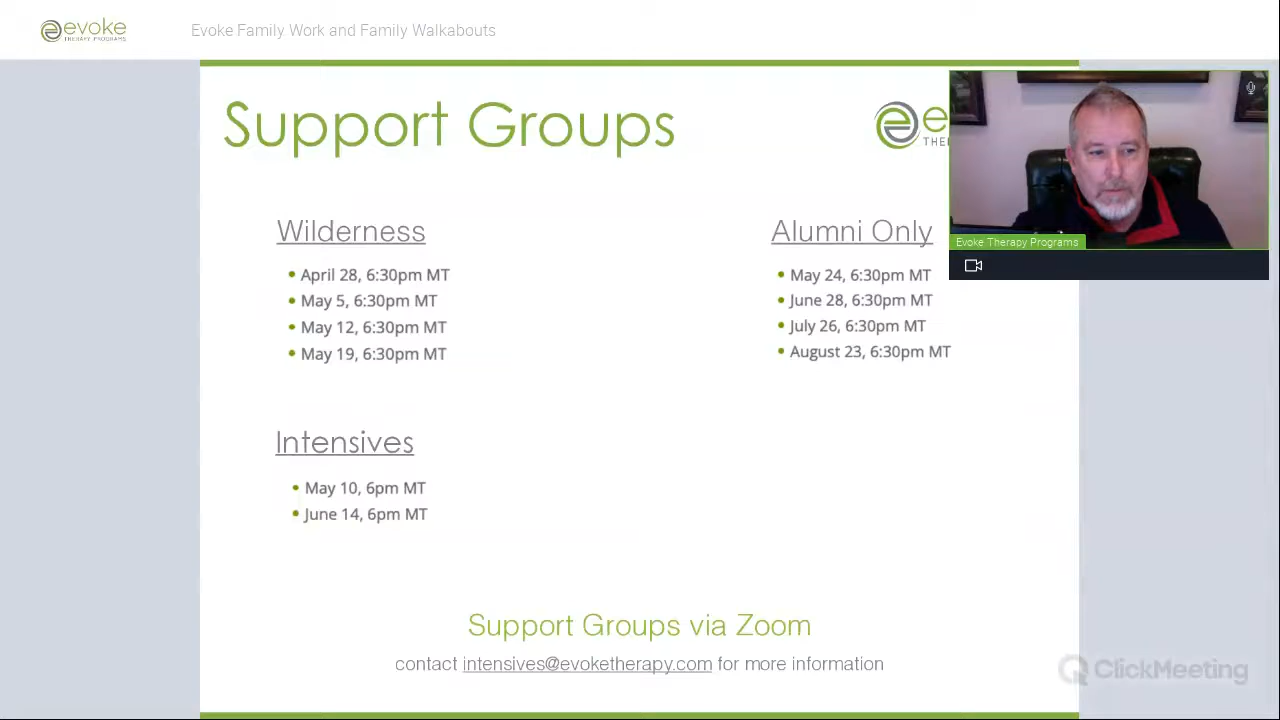 evoke
THERAPY PROGRAMS
Evoke Family Work and Family Walkabouts
Support Groups
e
THE
Evoke Therapy Programs
Wilderness
April 28, 6:30pm MT
May 5, 6:30pm MT
May 12, 6:30pm MT
May 19, 6:30pm MT
Alumni Only
May 24, 6:30pm MT
June 28, 6:30pm MT
July 26, 6:30pm MT
August 23, 6:30pm MT
Intensives
May 10, 6pm MT
June 14, 6pm MT
Support Groups via Zoom
contact intensives@evoketherapy.com for more information
ClickMeeting